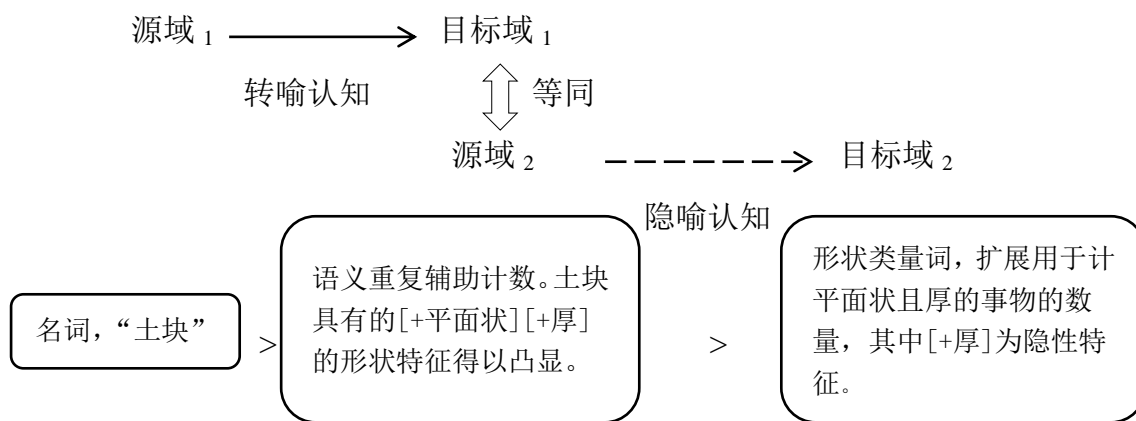 源域 1 目标域 1
转喻认知 等同
源域 2 目标域 2
隐喻认知
名词，“土块”
>
语义重复辅助计数。土块
具有的[+平面状][+厚]
的形状特征得以凸显。
>
形状类量词，扩展用于计
平面状且厚的事物的数
量，其中[+厚]为隐性特
征。